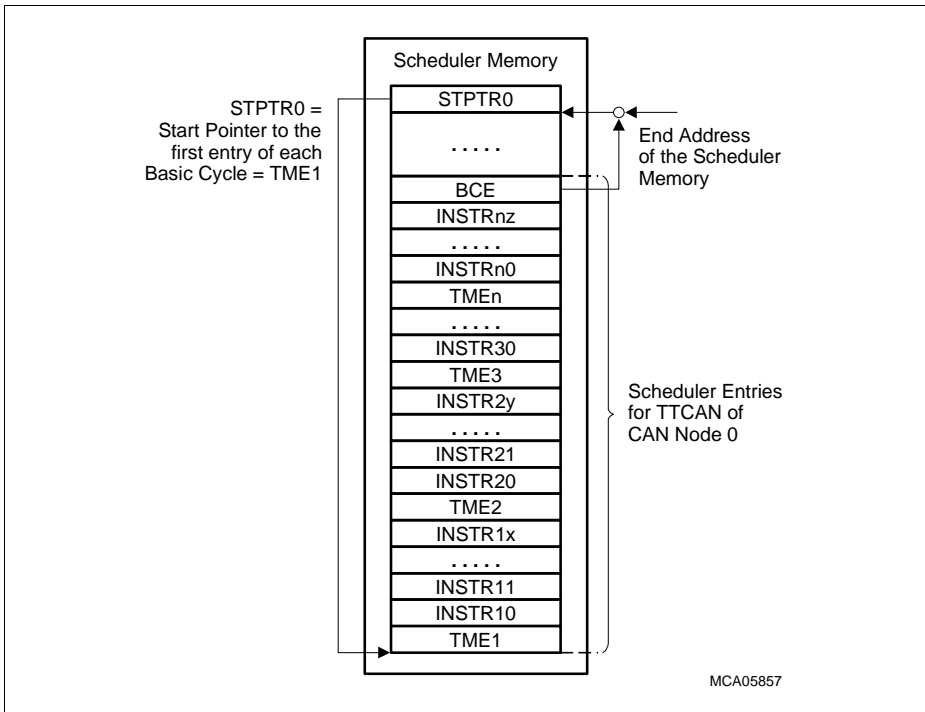 Scheduler Memory
STPTR0
STPTR0 =
Start Pointer to the
first entry of each
Basic Cycle = TME1
.....
End Address
of the Scheduler
Memory
BCE
INSTRnz
.....
INSTRn0
TMEn
.....
INSTR30
TME3
INSTR2y
.....
INSTR21
INSTR20
TME2
INSTR1x
.....
INSTR11
INSTR10
TME1
Scheduler Entries
for TTCAN of
CAN Node 0
MCA05857